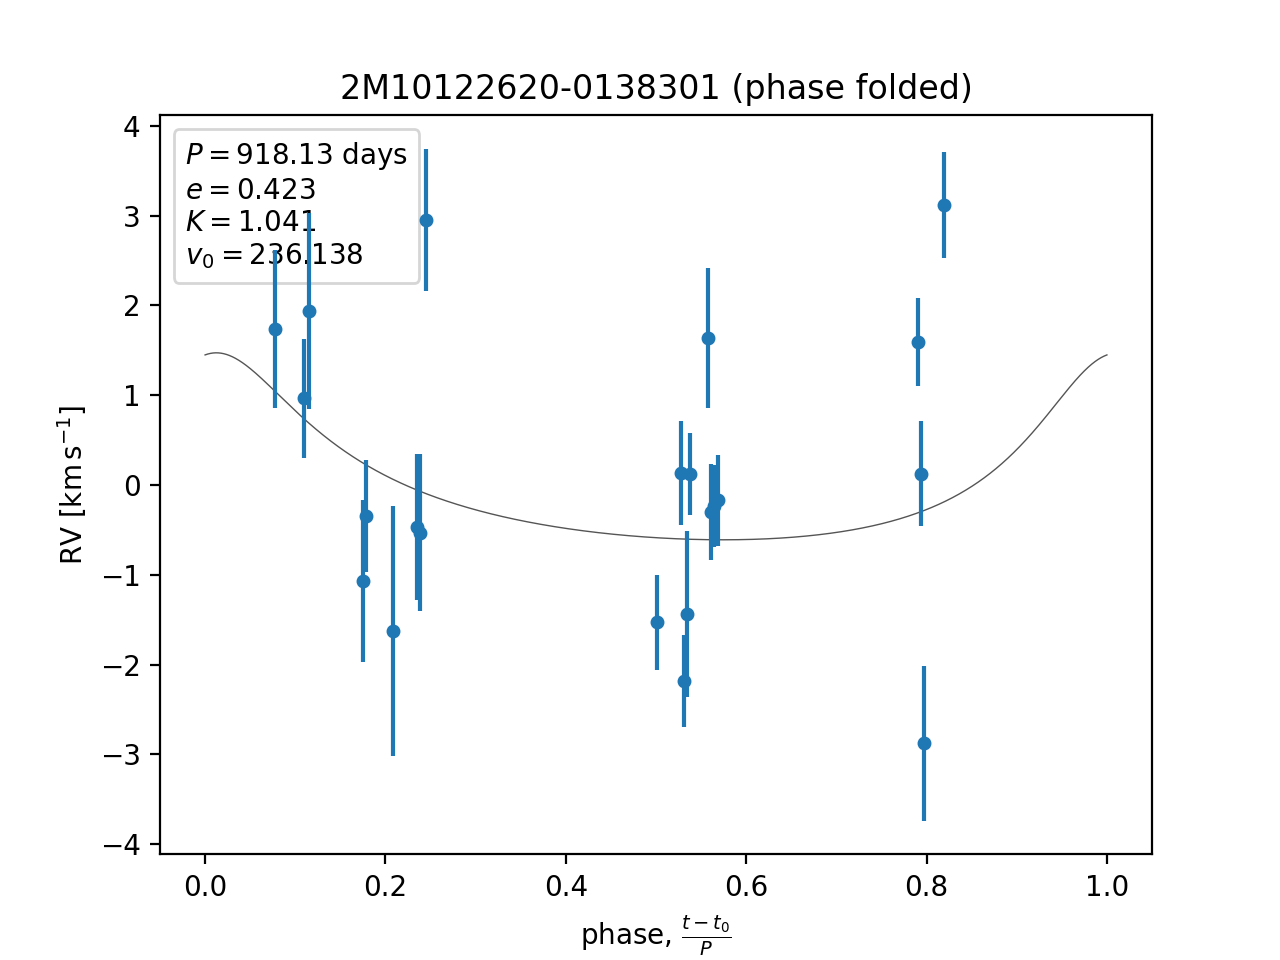 2M10122620-0138301 (phase folded)
P = 918.13 days
e = 0.423
K = 1.041
v₀ = 236.138
RV [km s⁻¹]
4
3
2
1
0
−1
−2
−3
−4
0.0 0.2 0.4 0.6 0.8 1.0
phase, (t − t₀)/P